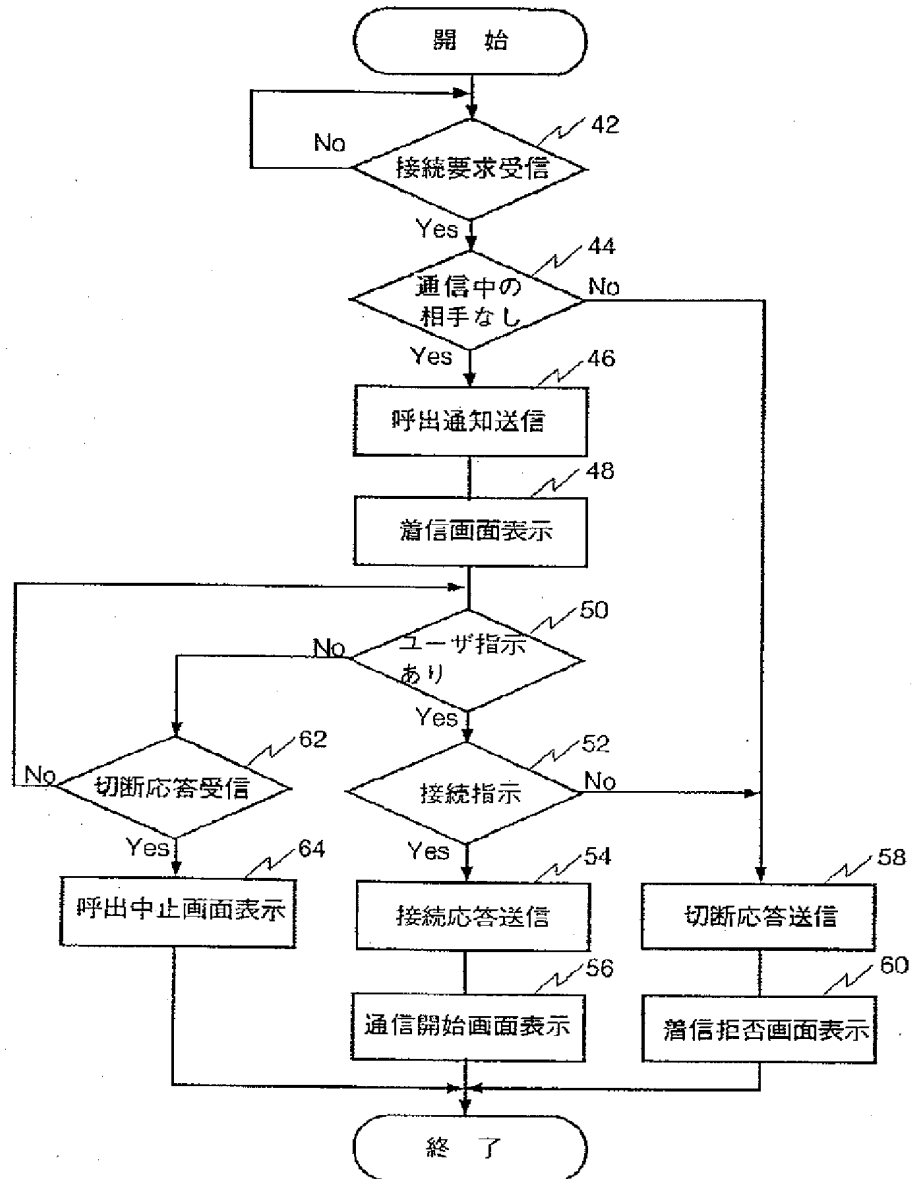 開 始
42
No
接続要求受信
Yes
44
通信中の
相手なし
No
Yes
46
呼出通知送信
48
着信画面表示
50
No
ユーザ指示
あり
Yes
62
52
No
切断応答受信
接続指示
No
Yes
Yes
64
54
58
呼出中止画面表示
接続応答送信
切断応答送信
56
60
通信開始画面表示
着信拒否画面表示
終 了